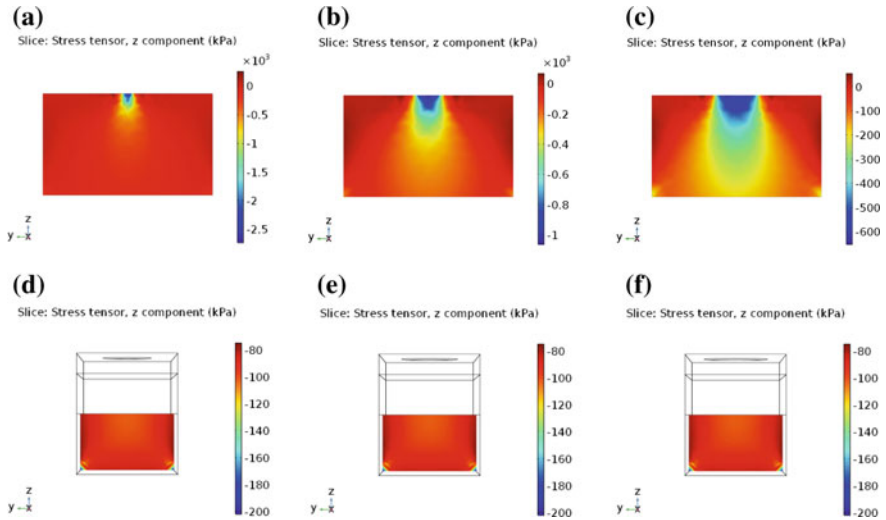 (a) (b) (c)
Slice: Stress tensor, z component (kPa) Slice: Stress tensor, z component (kPa) Slice: Stress tensor, z component (kPa)
×10³ ×10³
0 0 0
-0.5 -0.2 -100
-1 -0.4 -200
-1.5 -0.6 -300
-2 -0.8 -400
-2.5 -1 -500
-600
z z z
y x y x y x
(d) (e) (f)
Slice: Stress tensor, z component (kPa) Slice: Stress tensor, z component (kPa) Slice: Stress tensor, z component (kPa)
-80 -80 -80
-100 -100 -100
-120 -120 -120
-140 -140 -140
-160 -160 -160
-180 -180 -180
-200 -200 -200
z z z
y x y x y x